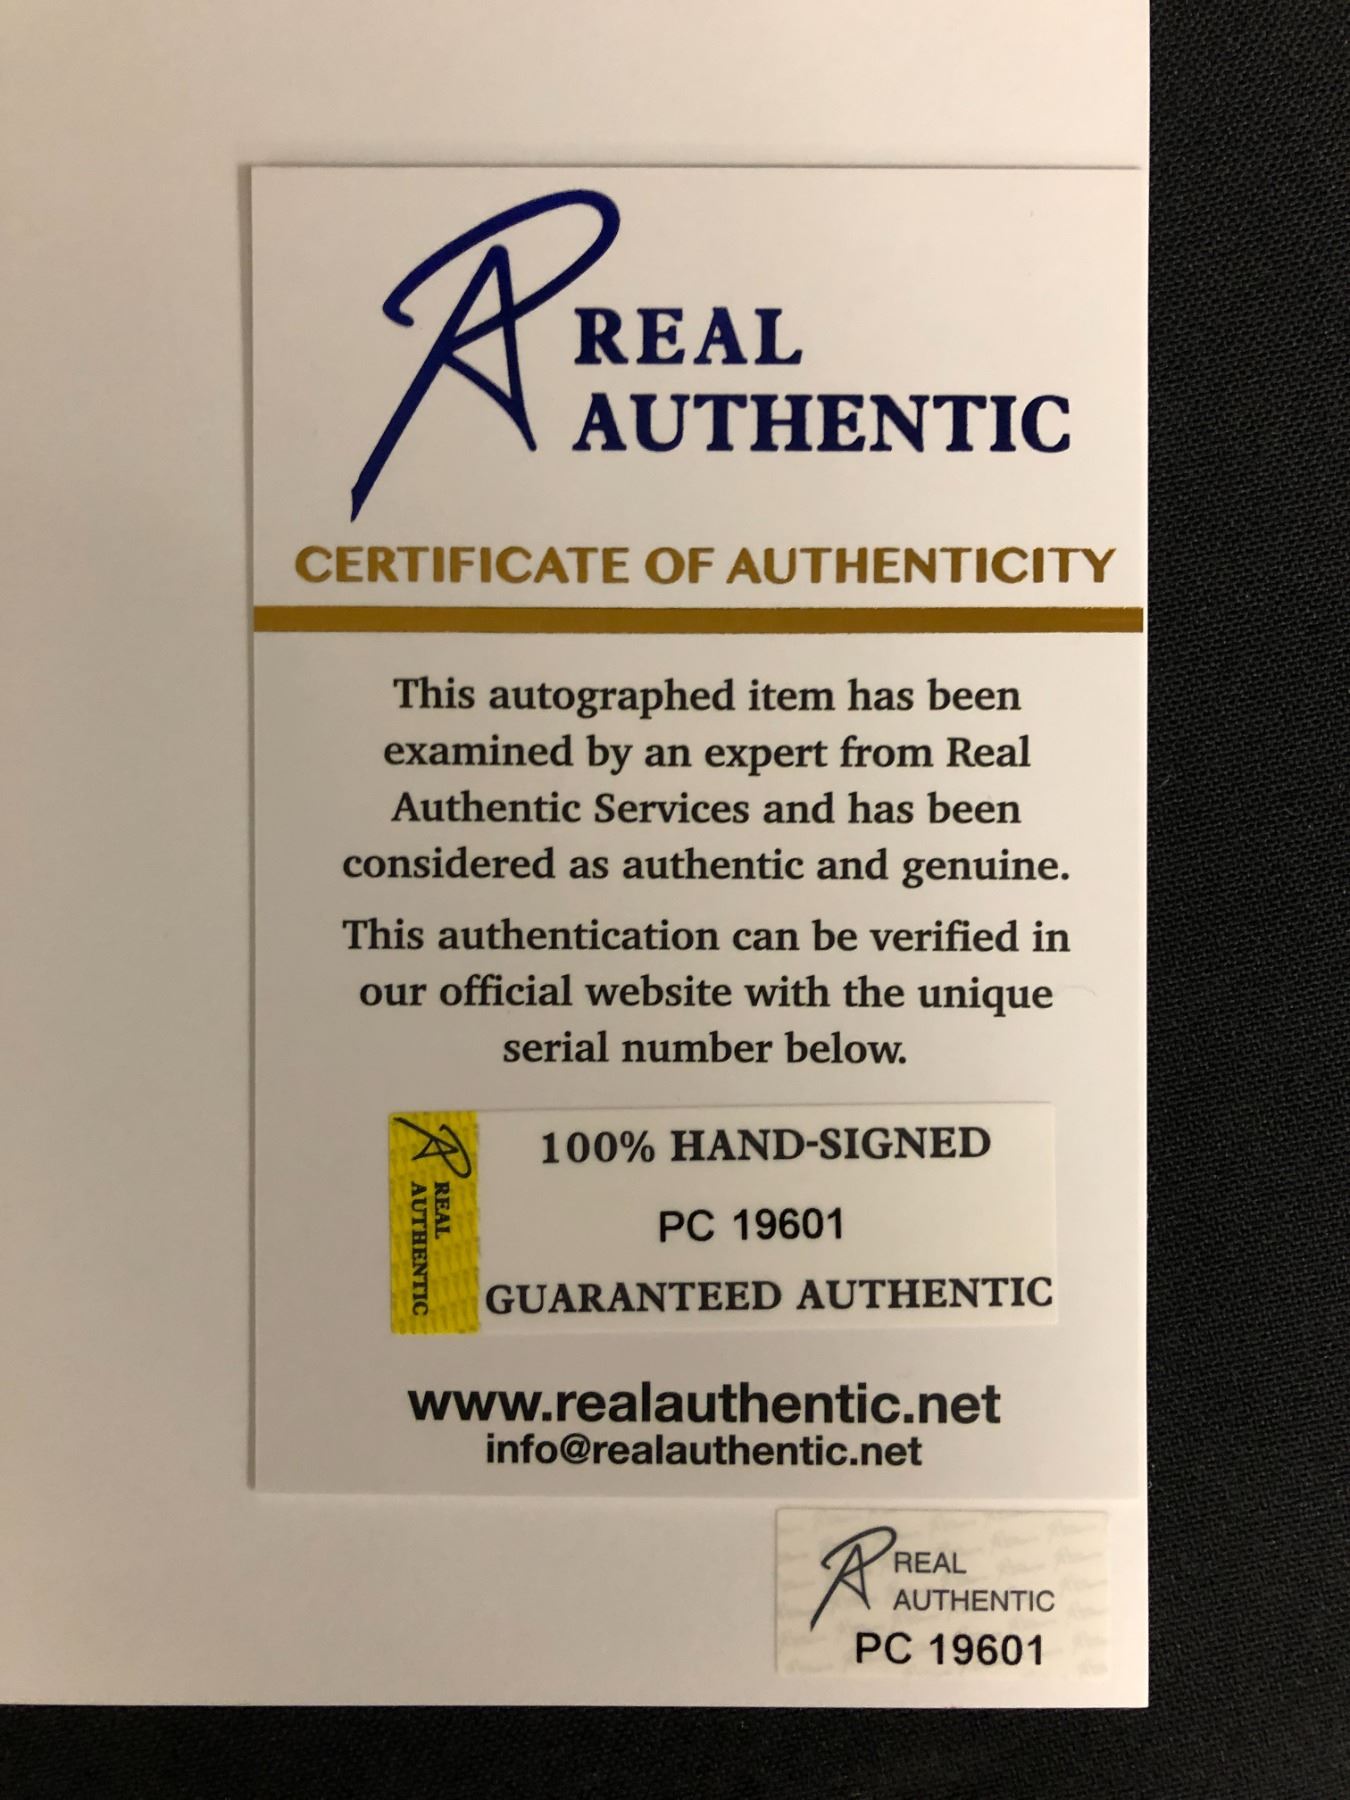 REAL
AUTHENTIC
CERTIFICATE OF AUTHENTICITY
This autographed item has been
examined by an expert from Real
Authentic Services and has been
considered as authentic and genuine.
This authentication can be verified in
our official website with the unique
serial number below.
REAL
AUTHENTIC
100% HAND-SIGNED
PC 19601
GUARANTEED AUTHENTIC
www.realauthentic.net
info@realauthentic.net
REAL
AUTHENTIC
PC 19601